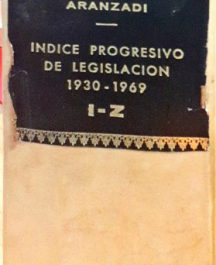 ARANZADI
INDICE PROGRESIVO
DE LEGISLACION
1930-1969
I-Z